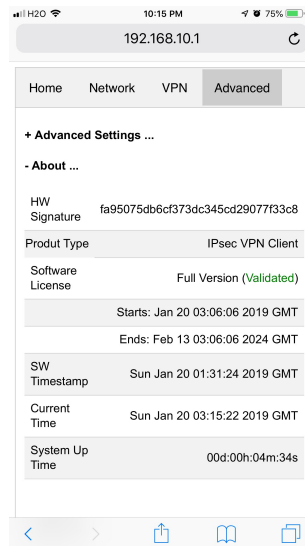 H2O 10:15 PM 75%
192.168.10.1
Home Network VPN Advanced
+ Advanced Settings ...
- About ...
HW
Signature fa95075db6cf373dc345cd29077f33c8
Produt Type IPsec VPN Client
Software
License Full Version (Validated)
Starts: Jan 20 03:06:06 2019 GMT
Ends: Feb 13 03:06:06 2024 GMT
SW
Timestamp Sun Jan 20 01:31:24 2019 GMT
Current
Time Sun Jan 20 03:15:22 2019 GMT
System Up
Time 00d:00h:04m:34s